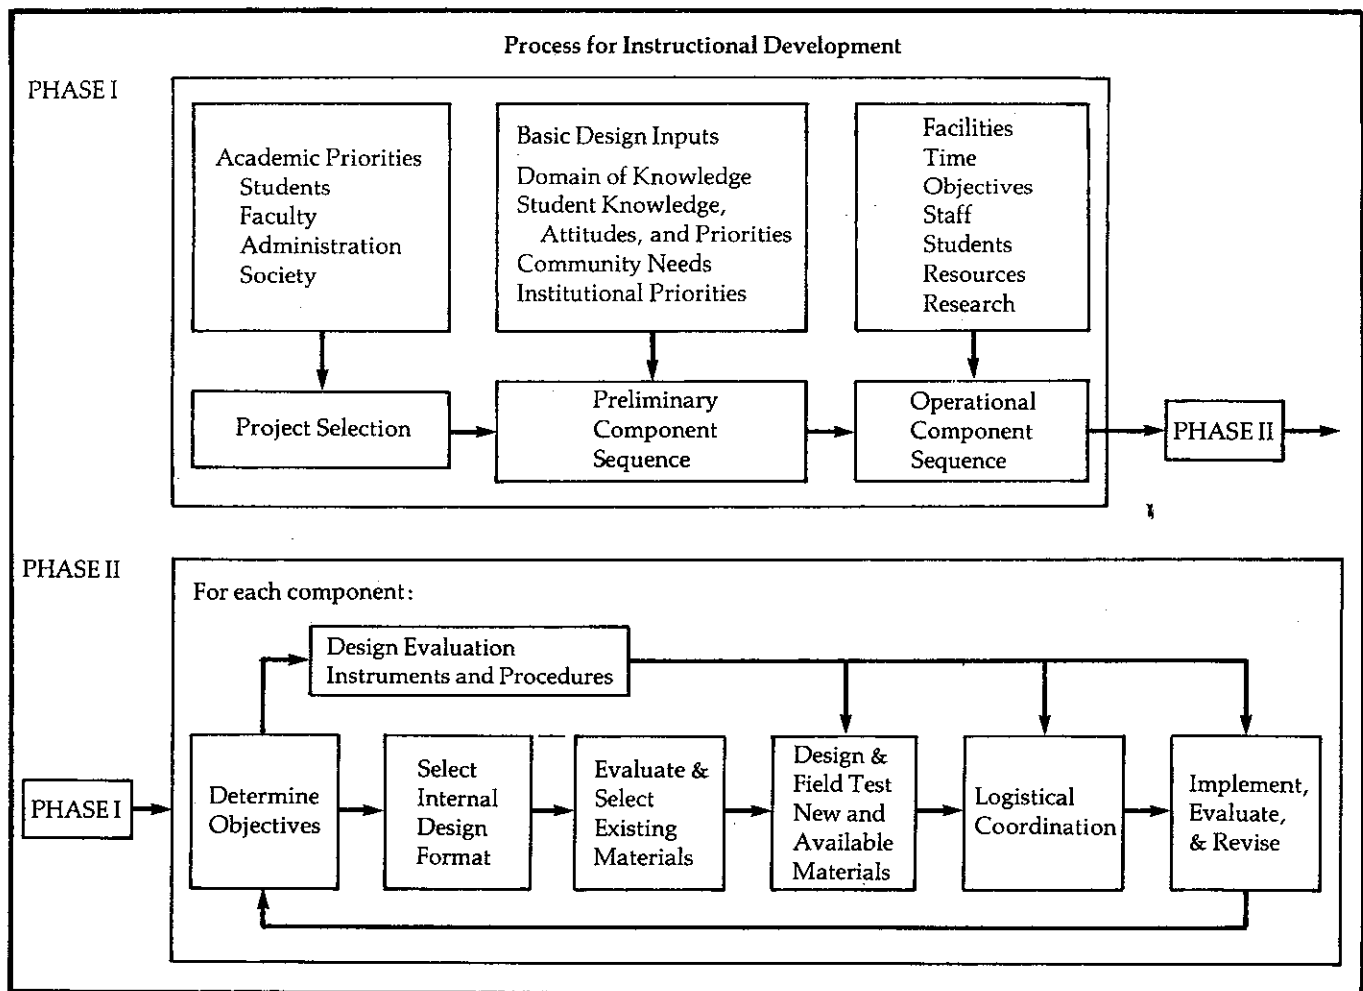 Process for Instructional Development
PHASE I
Academic Priorities
Students
Faculty
Administration
Society
Basic Design Inputs
Domain of Knowledge
Student Knowledge,
Attitudes, and Priorities
Community Needs
Institutional Priorities
Facilities
Time
Objectives
Staff
Students
Resources
Research
Project Selection
Preliminary
Component
Sequence
Operational
Component
Sequence
PHASE II
PHASE II
For each component:
Design Evaluation
Instruments and Procedures
PHASE I
Determine
Objectives
Select
Internal
Design
Format
Evaluate &
Select
Existing
Materials
Design &
Field Test
New and
Available
Materials
Logistical
Coordination
Implement,
Evaluate,
& Revise